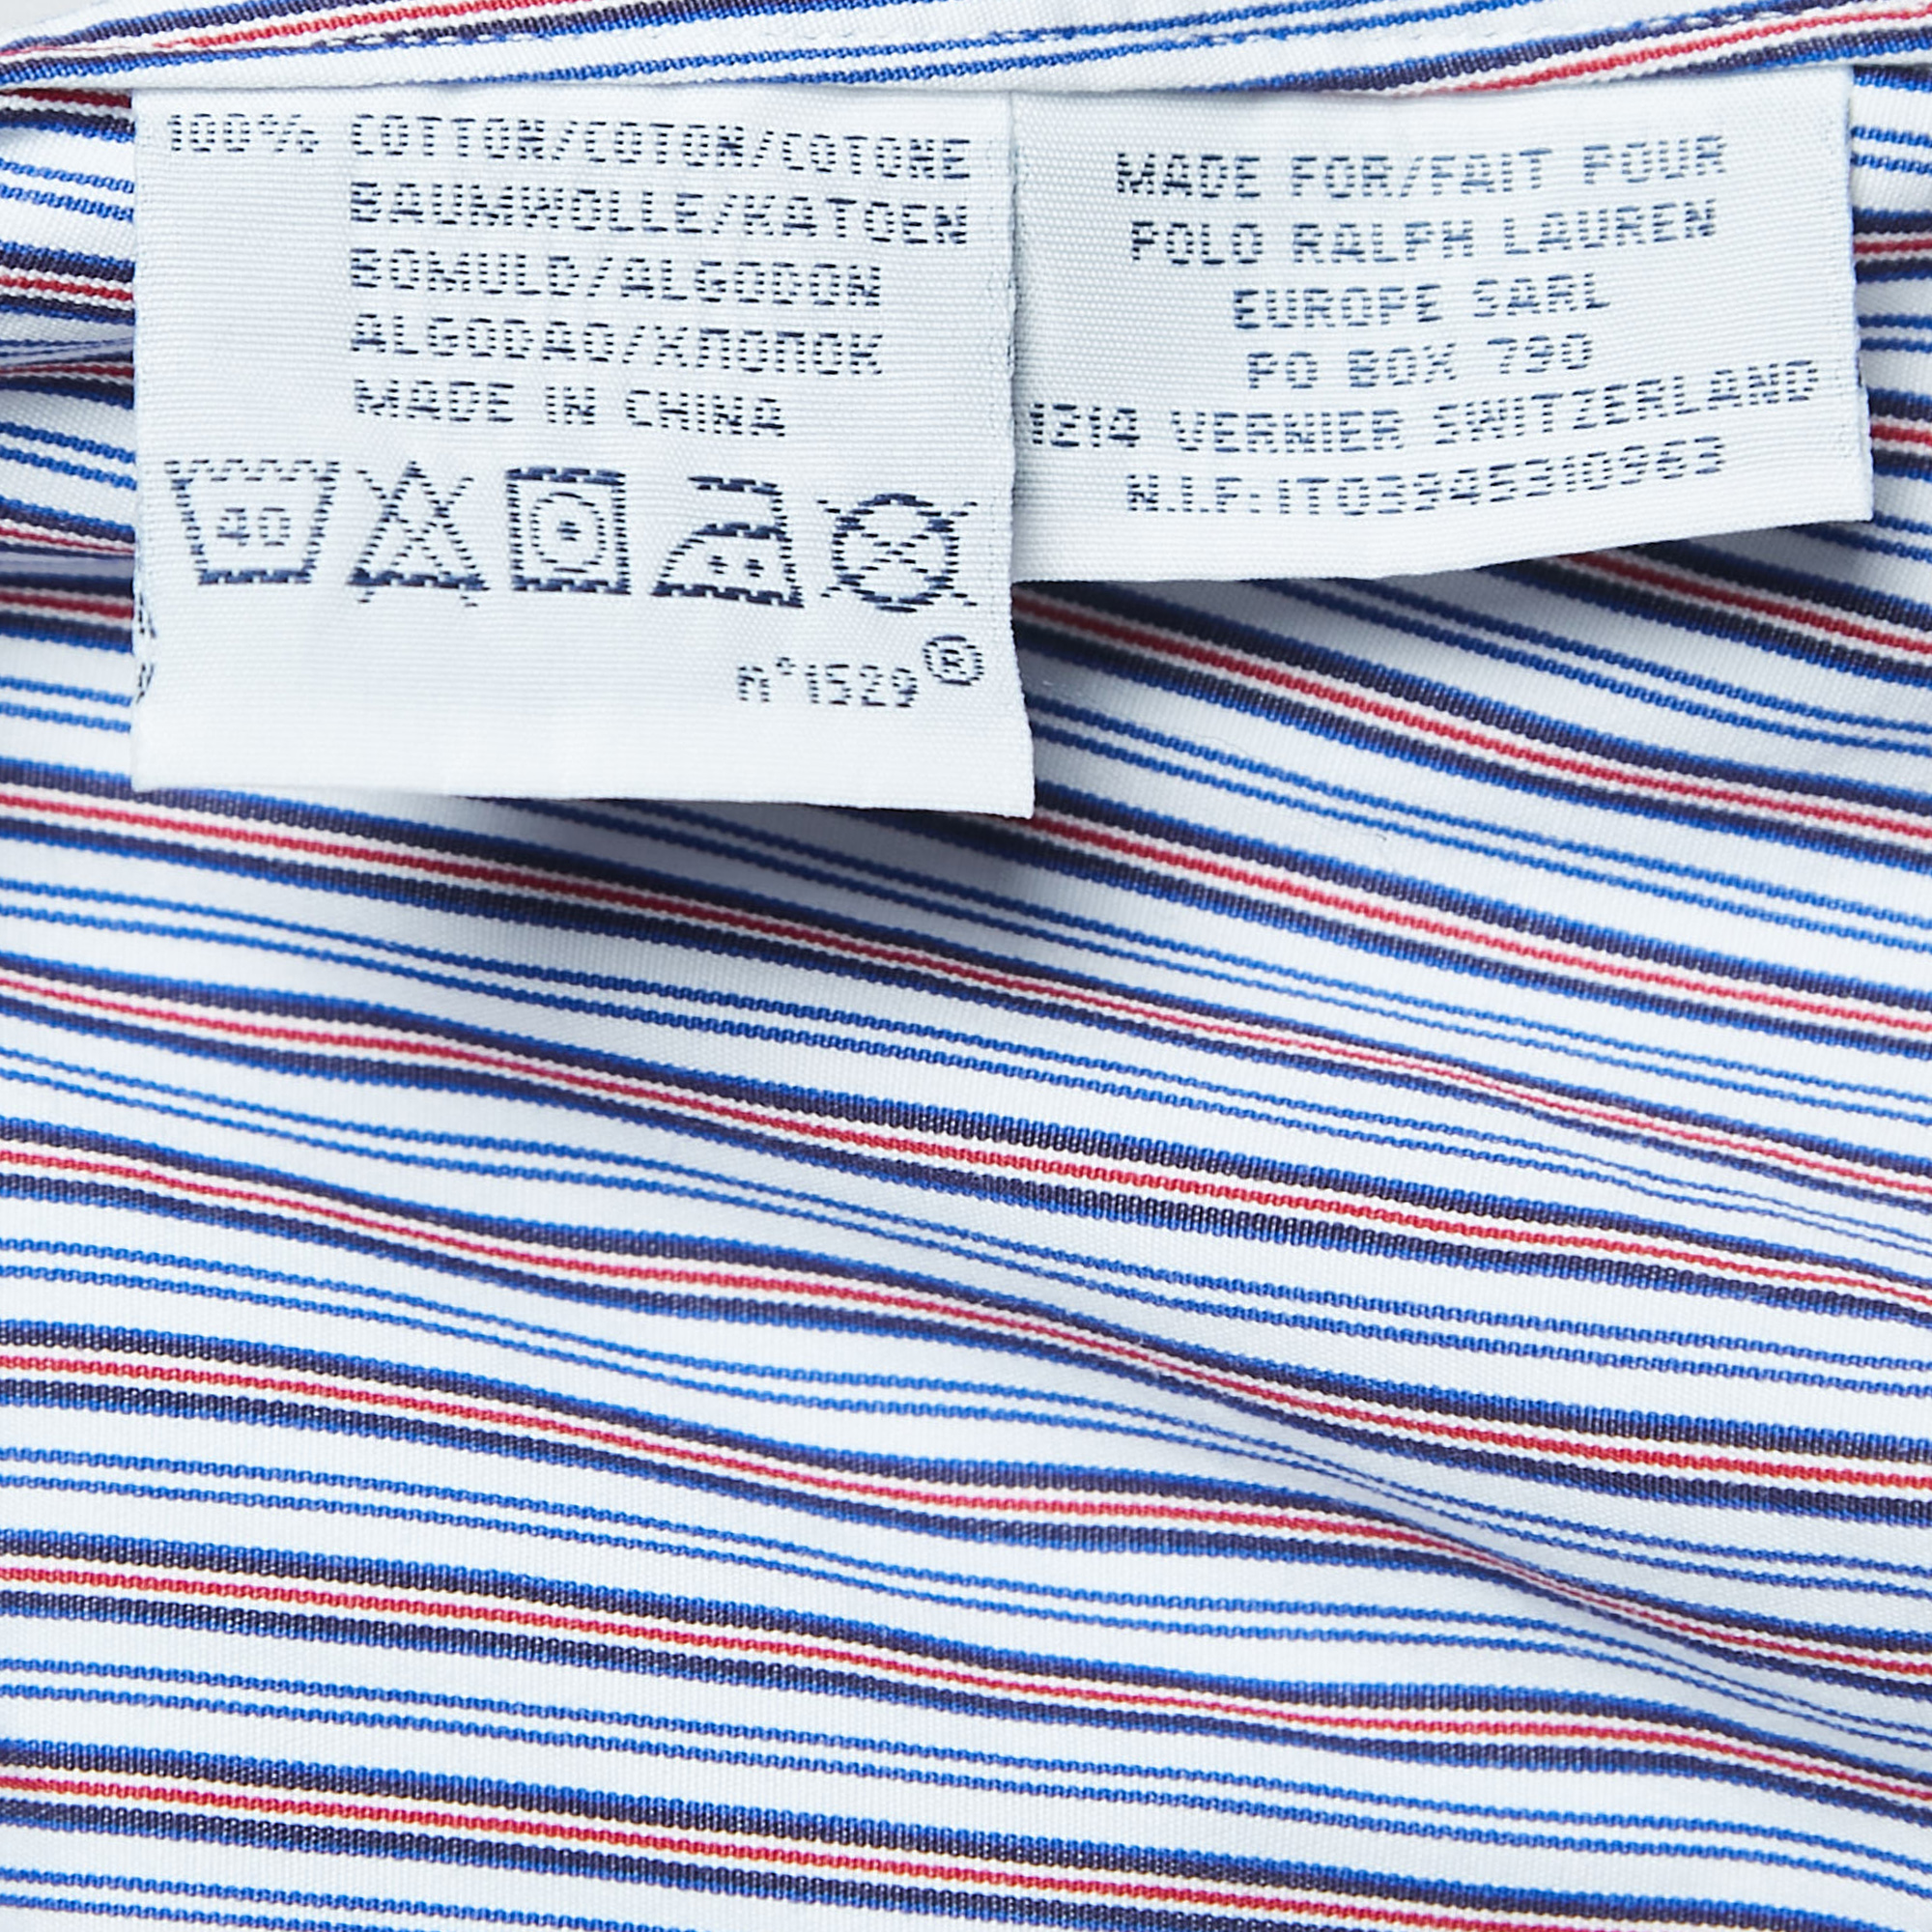 100% COTTON/COTON/COTONE
BAUMWOLLE/KATOEN
BOMULD/ALGODON
ALGODAO/ХЛОПОК
MADE IN CHINA
40
n°1529®
MADE FOR/FAIT POUR
POLO RALPH LAUREN
EUROPE SARL
PO BOX 790
1214 VERNIER SWITZERLAND
N.I.F:IT03945310963